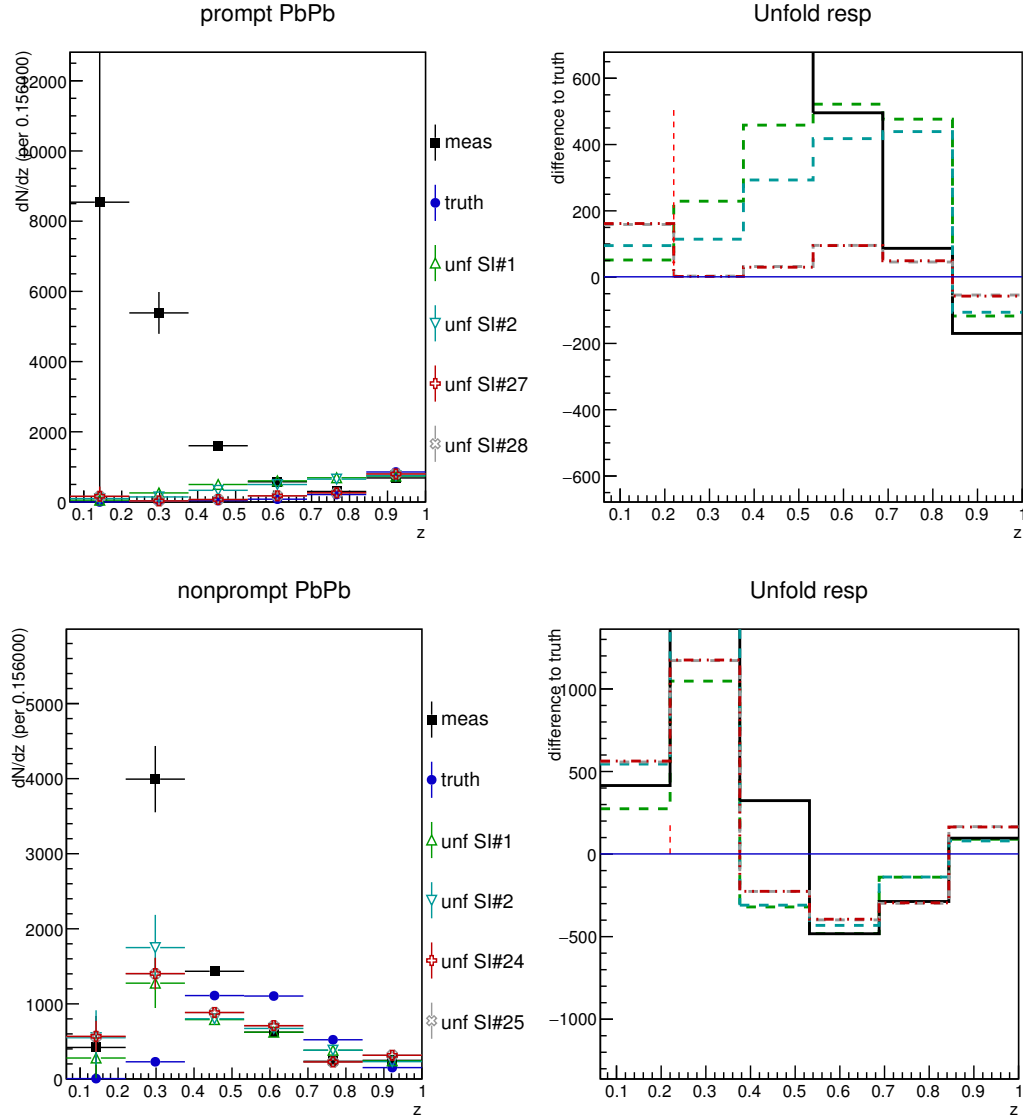 prompt PbPb
dN/dz (per 0.156000)
12000
10000
8000
6000
4000
2000
0
0.1 0.2 0.3 0.4 0.5 0.6 0.7 0.8 0.9 1
z
meas
truth
unf SI#1
unf SI#2
unf SI#27
unf SI#28
Unfold resp
difference to truth
600
400
200
0
−200
−400
−600
0.1 0.2 0.3 0.4 0.5 0.6 0.7 0.8 0.9 1
z
nonprompt PbPb
dN/dz (per 0.156000)
5000
4000
3000
2000
1000
0
0.1 0.2 0.3 0.4 0.5 0.6 0.7 0.8 0.9 1
z
meas
truth
unf SI#1
unf SI#2
unf SI#24
unf SI#25
Unfold resp
difference to truth
1000
500
0
−500
−1000
0.1 0.2 0.3 0.4 0.5 0.6 0.7 0.8 0.9 1
z